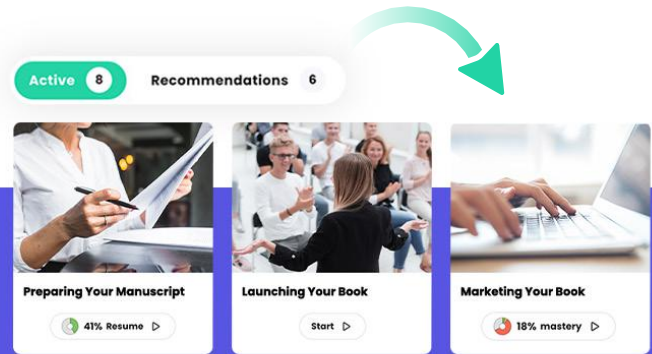 Active 8 Recommendations 6
Preparing Your Manuscript
Launching Your Book
Marketing Your Book
41% Resume
Start
18% mastery